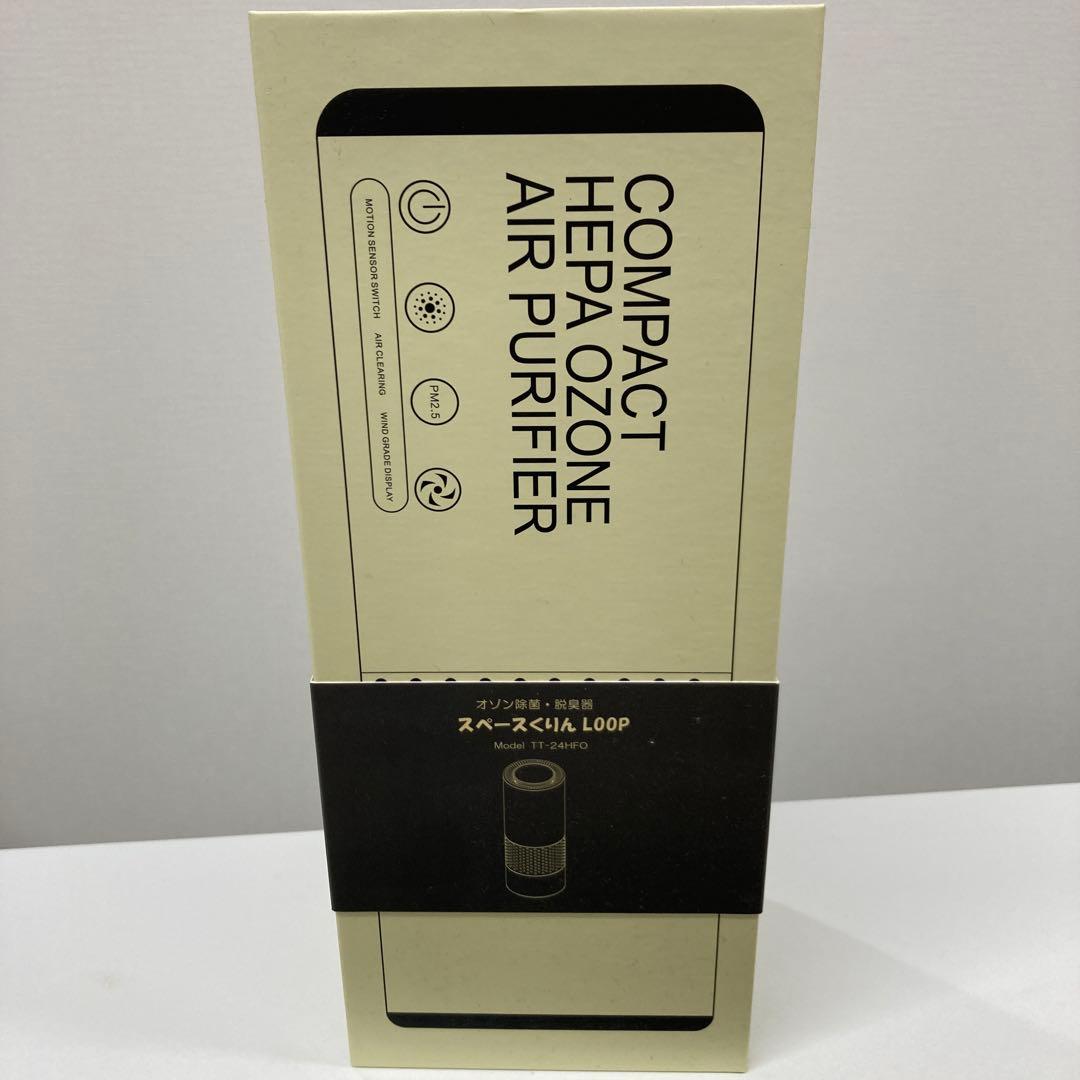 COMPACT
HEPA OZONE
AIR PURIFIER
PM2.5
MOTION SENSOR SWITCH AIR CLEARING WIND GRADE DISPLAY
オゾン除菌・脱臭器
スペースくりん LOOP
Model TT-24HFO